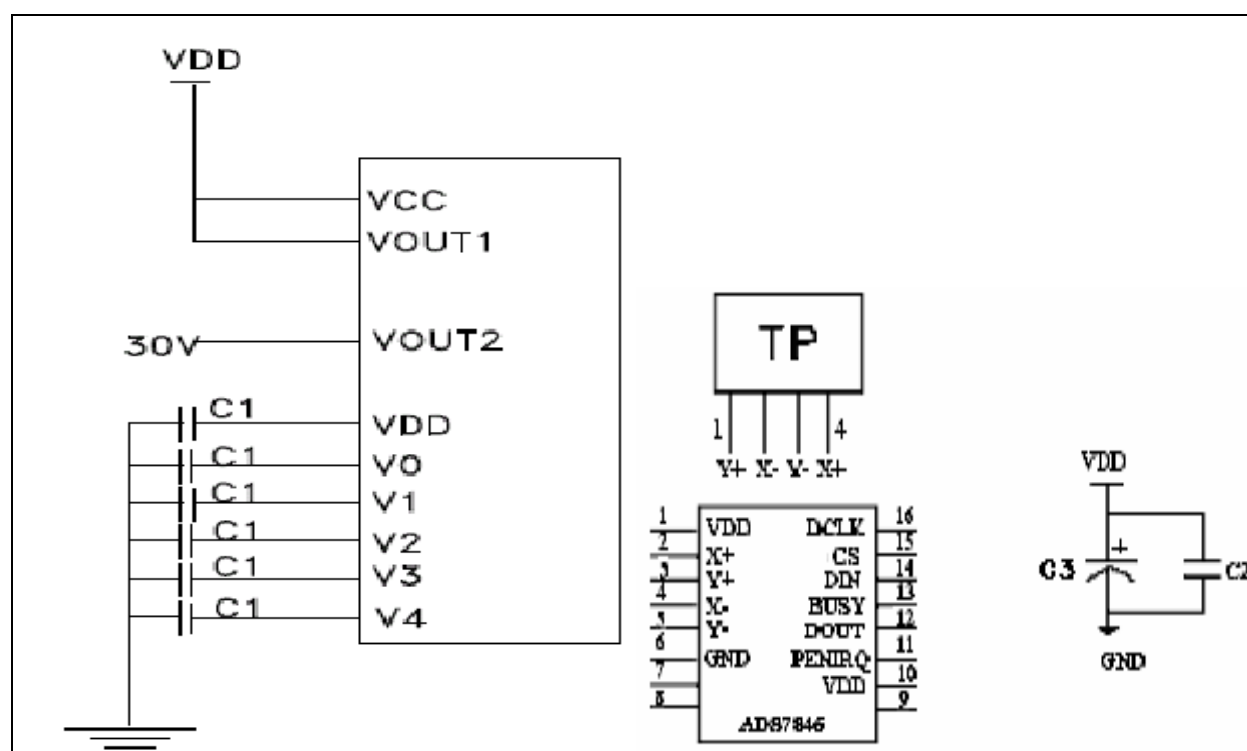 VDD
VCC
VOUT1
30V VOUT2
C1 VDD
C1 V0
C1 V1
C1 V2
C1 V3
C1 V4
TP
1 4
Y+ X- Y- X+
1 VDD DCLK 16
2 X+ CS 15
3 Y+ DIN 14
4 X- BUSY 13
5 Y- DOUT 12
6 GND PENIRQ 11
7 VDD 10
8 9
ADS7846
VDD
+
C3 C2
GND